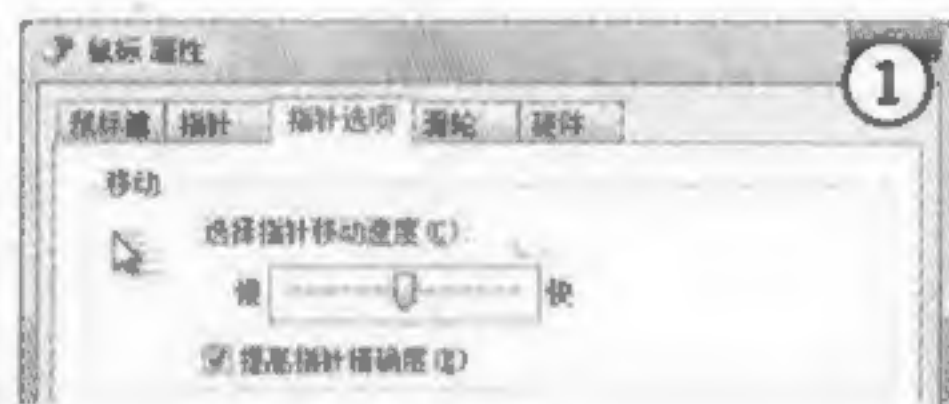 鼠标 属性
1
鼠标键 指针 指针选项 滑轮 硬件
移动
选择指针移动速度(C):
慢 快
提高指针精确度(E)